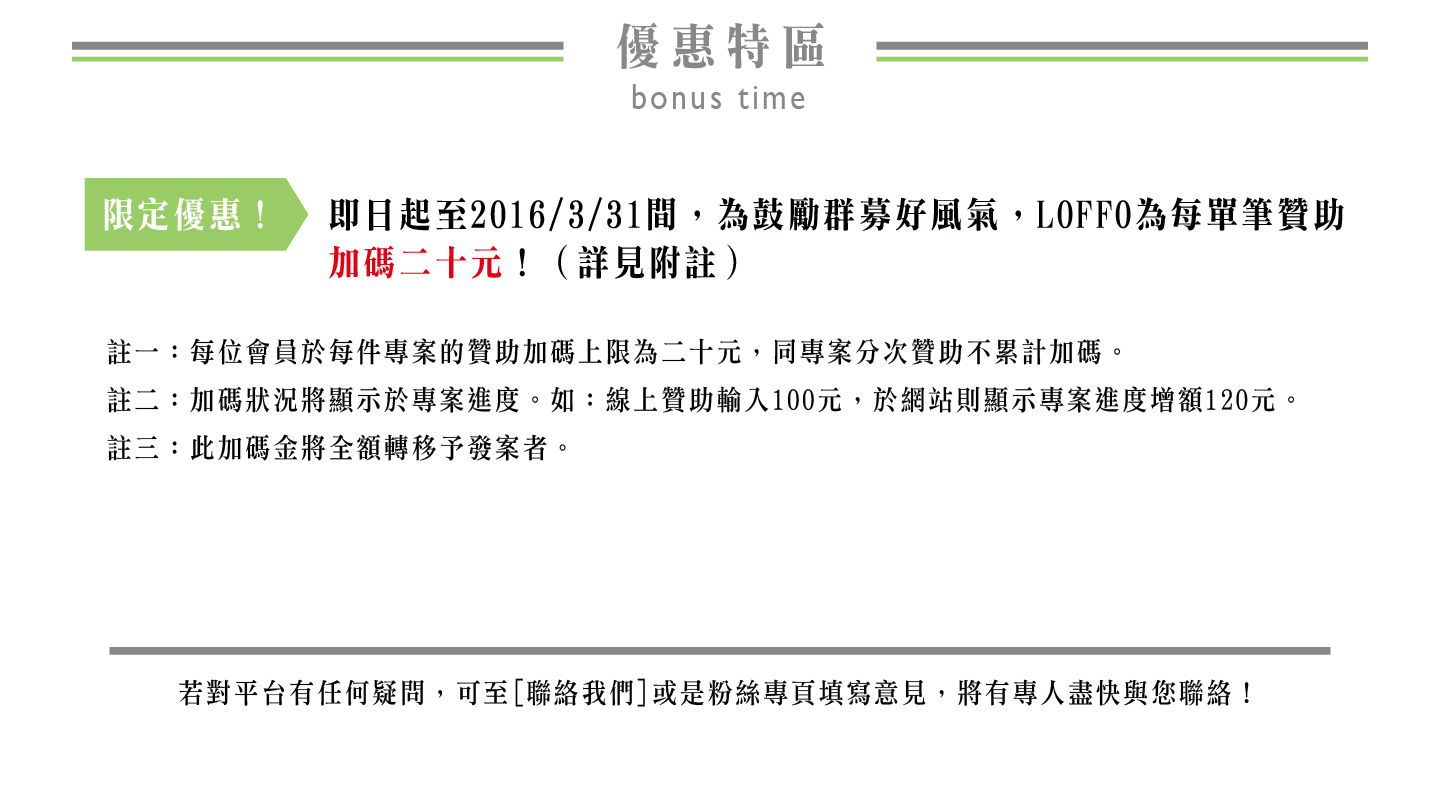 優惠特區
bonus time
限定優惠！
即日起至2016/3/31間，為鼓勵群募好風氣，LOFFO為每單筆贊助
加碼二十元！（詳見附註）
註一：每位會員於每件專案的贊助加碼上限為二十元，同專案分次贊助不累計加碼。
註二：加碼狀況將顯示於專案進度。如：線上贊助輸入100元，於網站則顯示專案進度增額120元。
註三：此加碼金將全額轉移予發案者。
若對平台有任何疑問，可至[聯絡我們]或是粉絲專頁填寫意見，將有專人盡快與您聯絡！